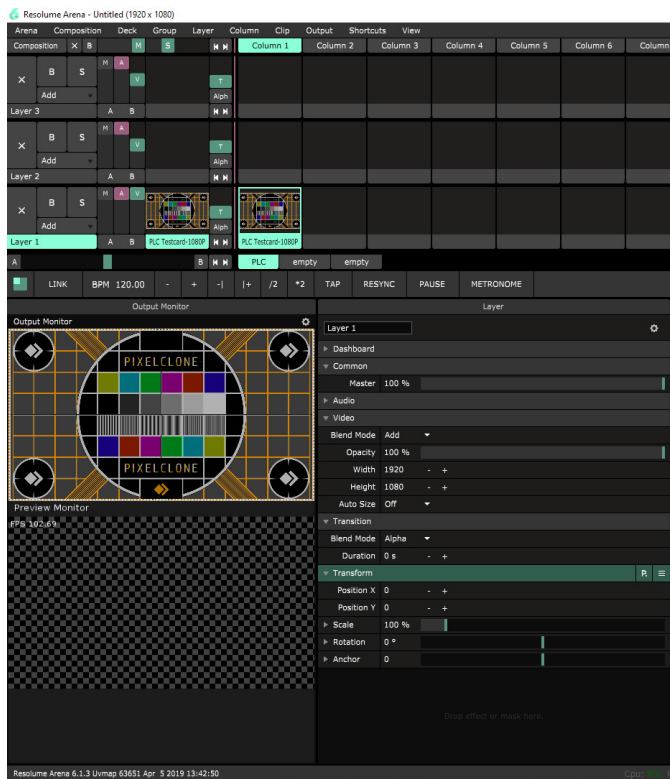 Resolume Arena - Untitled (1920 x 1080)
Arena Composition Deck Group Layer Column Clip Output Shortcuts View
Composition X B M S Column 1 Column 2 Column 3 Column 4 Column 5 Column 6 Column
B S M A V T
Add Alph
Layer 3 A B
B S M A V T
Add Alph
Layer 2 A B
B S M A V T
Add Alph
Layer 1 A B PLC Testcard-1080P PLC Testcard-1080P
A B PLC empty empty
LINK BPM 120.00 - + -| |+ /2 *2 TAP RESYNC PAUSE METRONOME
Output Monitor Layer
Output Monitor
Layer 1
PIXELCLONE
PIXELCLONE
Preview Monitor
FPS 102.69
Dashboard
Common
Master 100 %
Audio
Video
Blend Mode Add
Opacity 100 %
Width 1920 - +
Height 1080 - +
Auto Size Off
Transition
Blend Mode Alpha
Duration 0 s - +
Transform P.
Position X 0 - +
Position Y 0 - +
Scale 100 %
Rotation 0 °
Anchor 0
Drop effect or mask here.
Resolume Arena 6.1.3 Uvmap 63651 Apr 5 2019 13:42:50
Cpu: